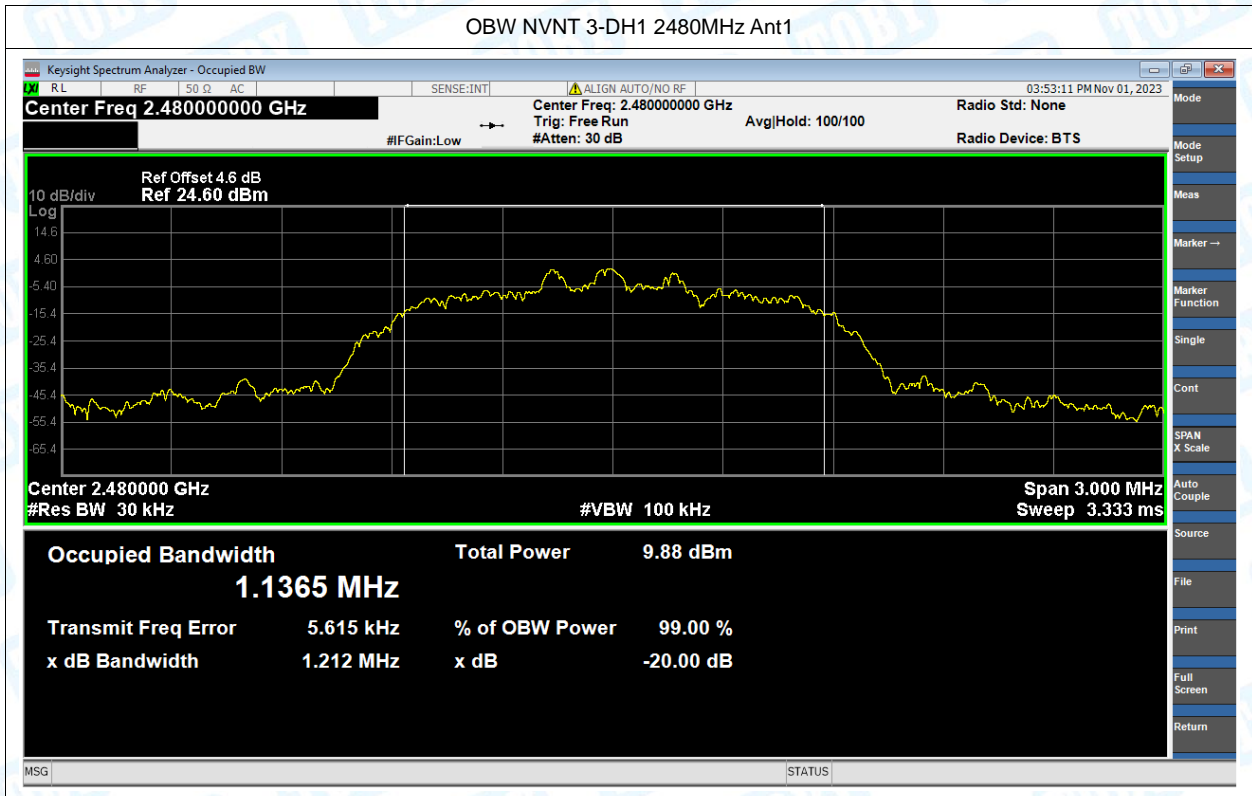 OBW NVNT 3-DH1 2480MHz Ant1
Keysight Spectrum Analyzer - Occupied BW
LXI RL RF 50 Ω AC SENSE:INT ALIGN AUTO/NO RF 03:53:11 PM Nov 01, 2023
Center Freq 2.480000000 GHz
Center Freq: 2.480000000 GHz
Radio Std: None
Trig: Free Run
Avg|Hold: 100/100
#IFGain:Low
#Atten: 30 dB
Radio Device: BTS
Ref Offset 4.6 dB
10 dB/div
Ref 24.60 dBm
Log
14.6
4.60
-5.40
-15.4
-25.4
-35.4
-45.4
-55.4
-65.4
Center 2.480000 GHz
Span 3.000 MHz
#Res BW 30 kHz
#VBW 100 kHz
Sweep 3.333 ms
Occupied Bandwidth
Total Power 9.88 dBm
1.1365 MHz
Transmit Freq Error 5.615 kHz
% of OBW Power 99.00 %
x dB Bandwidth 1.212 MHz
x dB -20.00 dB
Mode
Mode
Setup
Meas
Marker→
Marker
Function
Single
Cont
SPAN
X Scale
Auto
Couple
Source
File
Print
Full
Screen
Return
MSG
STATUS
TOBY